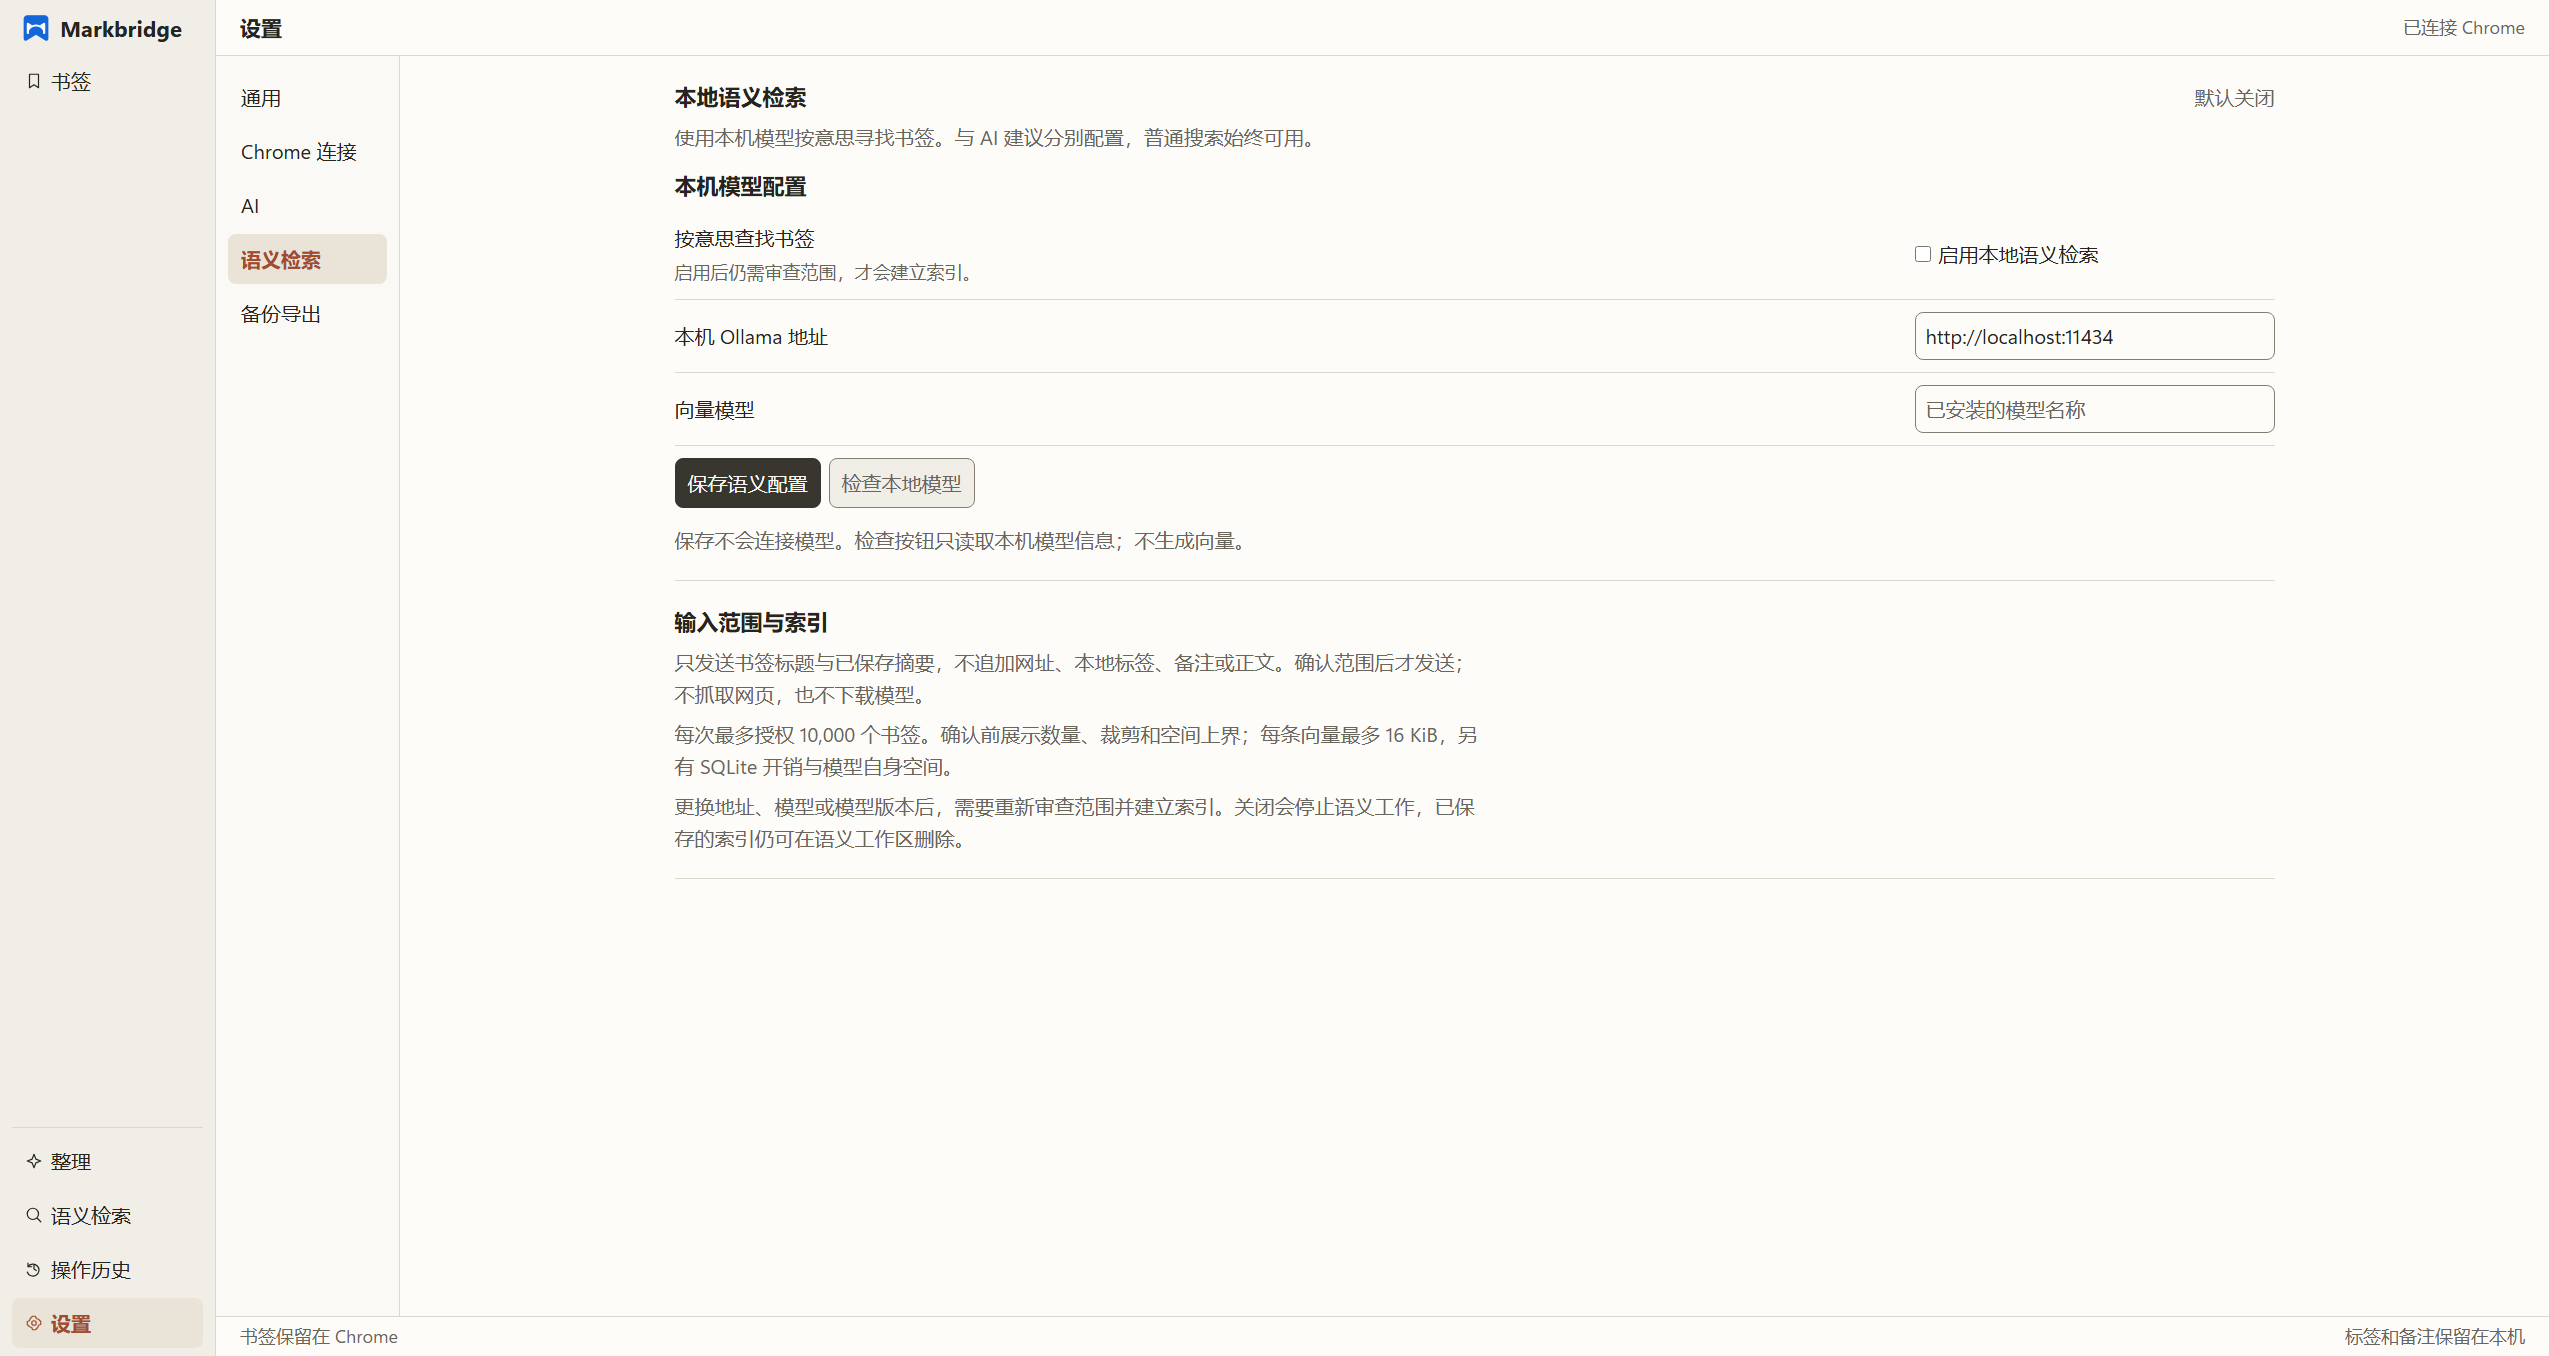 Markbridge
书签
整理
语义检索
操作历史
设置
设置
已连接 Chrome
通用
Chrome 连接
AI
语义检索
备份导出
本地语义检索
默认关闭
使用本机模型按意思寻找书签。与 AI 建议分别配置，普通搜索始终可用。
本机模型配置
按意思查找书签
启用后仍需审查范围，才会建立索引。
启用本地语义检索
本机 Ollama 地址
http://localhost:11434
向量模型
已安装的模型名称
保存语义配置
检查本地模型
保存不会连接模型。检查按钮只读取本机模型信息；不生成向量。
输入范围与索引
只发送书签标题与已保存摘要，不追加网址、本地标签、备注或正文。确认范围后才发送；
不抓取网页，也不下载模型。
每次最多授权 10,000 个书签。确认前展示数量、裁剪和空间上界；每条向量最多 16 KiB，另
有 SQLite 开销与模型自身空间。
更换地址、模型或模型版本后，需要重新审查范围并建立索引。关闭会停止语义工作，已保
存的索引仍可在语义工作区删除。
书签保留在 Chrome
标签和备注保留在本机